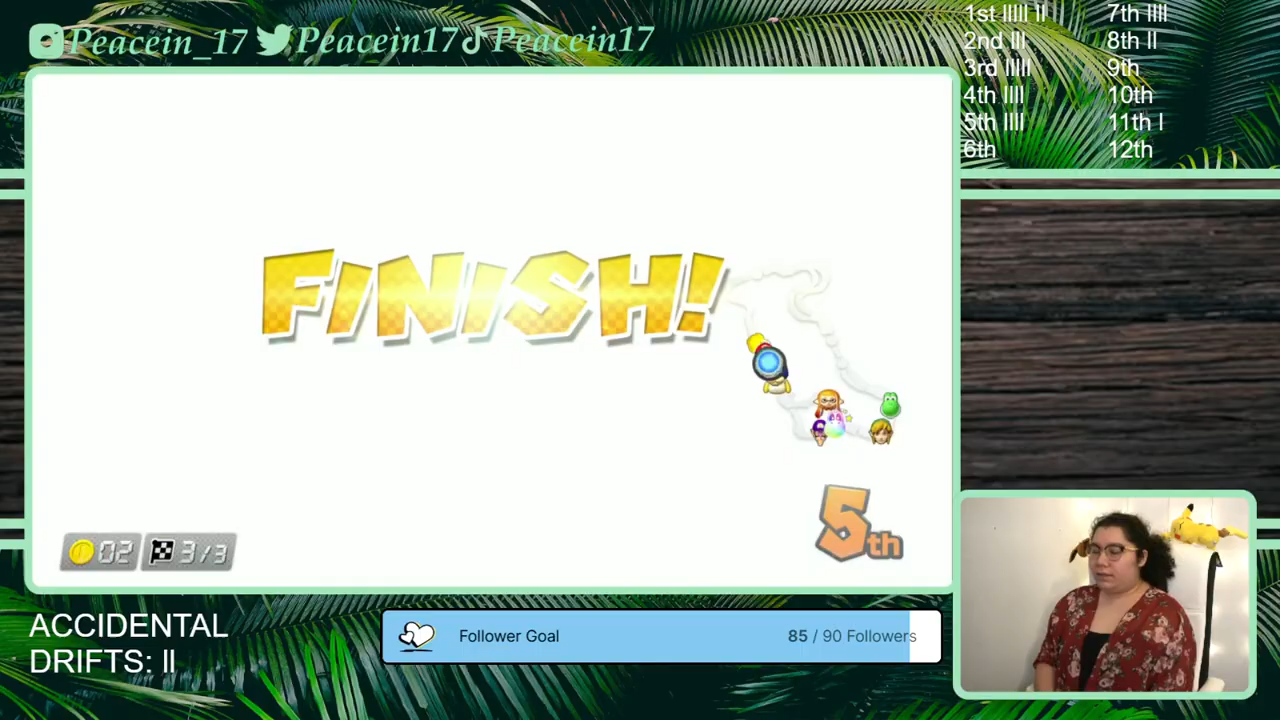 Peacein_17 Peacein17 Peacein17
1st IIIII II 7th IIII
2nd III 8th II
3rd IIIII 9th
4th IIII 10th
5th IIII 11th I
6th 12th
FINISH!
5th
02 3/3
ACCIDENTAL
DRIFTS: II
Follower Goal 85 / 90 Followers